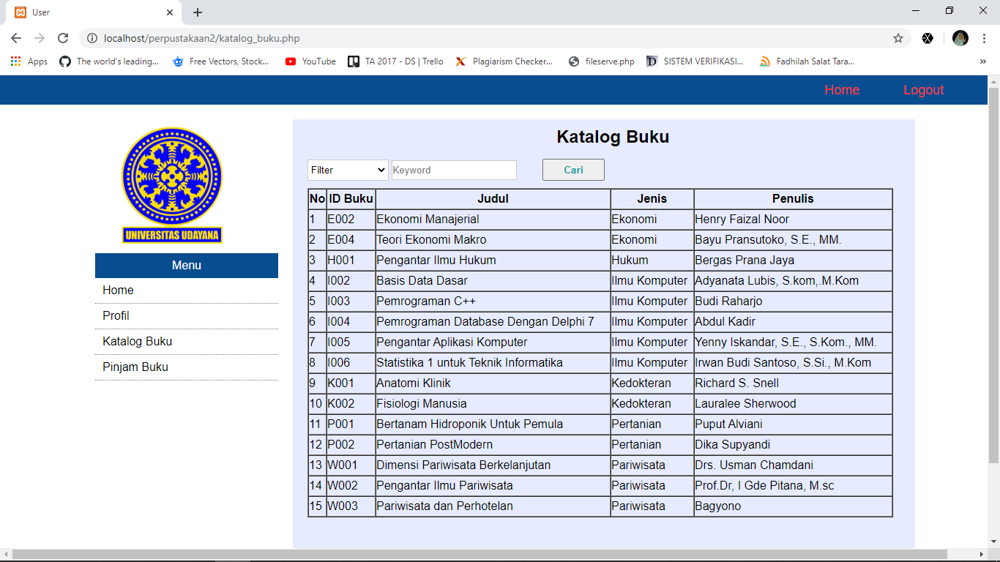 User
localhost/perpustakaan2/katalog_buku.php
Apps The world's leading... Free Vectors, Stock... YouTube TA 2017 - DS | Trello Plagiarism Checker... fileserve.php SISTEM VERIFIKASI... Fadhilah Salat Tara... »
Home Logout
UNIVERSITAS UDAYANA
Menu
Home
Profil
Katalog Buku
Pinjam Buku
Katalog Buku
Filter Keyword Cari
No ID Buku Judul Jenis Penulis
1 E002 Ekonomi Manajerial Ekonomi Henry Faizal Noor
2 E004 Teori Ekonomi Makro Ekonomi Bayu Pransutoko, S.E., MM.
3 H001 Pengantar Ilmu Hukum Hukum Bergas Prana Jaya
4 I002 Basis Data Dasar Ilmu Komputer Adyanata Lubis, S.kom,.M.Kom
5 I003 Pemrograman C++ Ilmu Komputer Budi Raharjo
6 I004 Pemrograman Database Dengan Delphi 7 Ilmu Komputer Abdul Kadir
7 I005 Pengantar Aplikasi Komputer Ilmu Komputer Yenny Iskandar, S.E., S.Kom., MM.
8 I006 Statistika 1 untuk Teknik Informatika Ilmu Komputer Irwan Budi Santoso, S.Si., M.Kom
9 K001 Anatomi Klinik Kedokteran Richard S. Snell
10 K002 Fisiologi Manusia Kedokteran Lauralee Sherwood
11 P001 Bertanam Hidroponik Untuk Pemula Pertanian Puput Alviani
12 P002 Pertanian PostModern Pertanian Dika Supyandi
13 W001 Dimensi Pariwisata Berkelanjutan Pariwisata Drs. Usman Chamdani
14 W002 Pengantar Ilmu Pariwisata Pariwisata Prof.Dr, I Gde Pitana, M.sc
15 W003 Pariwisata dan Perhotelan Pariwisata Bagyono